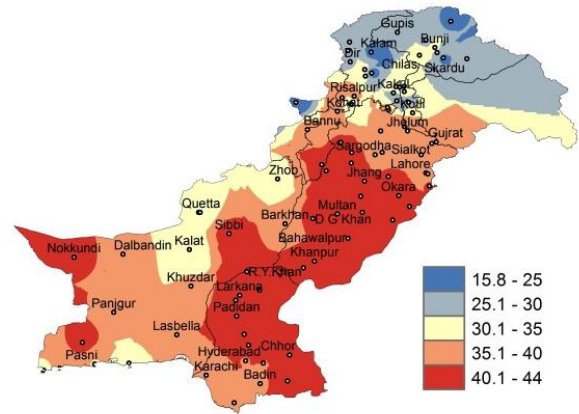 Gupis
Bunji
Kalam
Dir
Chilas
Skardu
Kakul
Risalpur
Kohat
Kotli
Bannu
Jhelum
Gujrat
Sargodha
Sialkot
Lahore
Zhob
Jhang
Okara
Quetta
Multan
Barkhan
D G Khan
Sibbi
Kalat
Bahawalpur
Nokkundi
Dalbandin
Khanpur
R.Y.Khan
Khuzdar
Larkana
Panjgur
Padidan
Lasbella
Pasni
Hyderabad
Chhor
Karachi
Badin
15.8 - 25
25.1 - 30
30.1 - 35
35.1 - 40
40.1 - 44